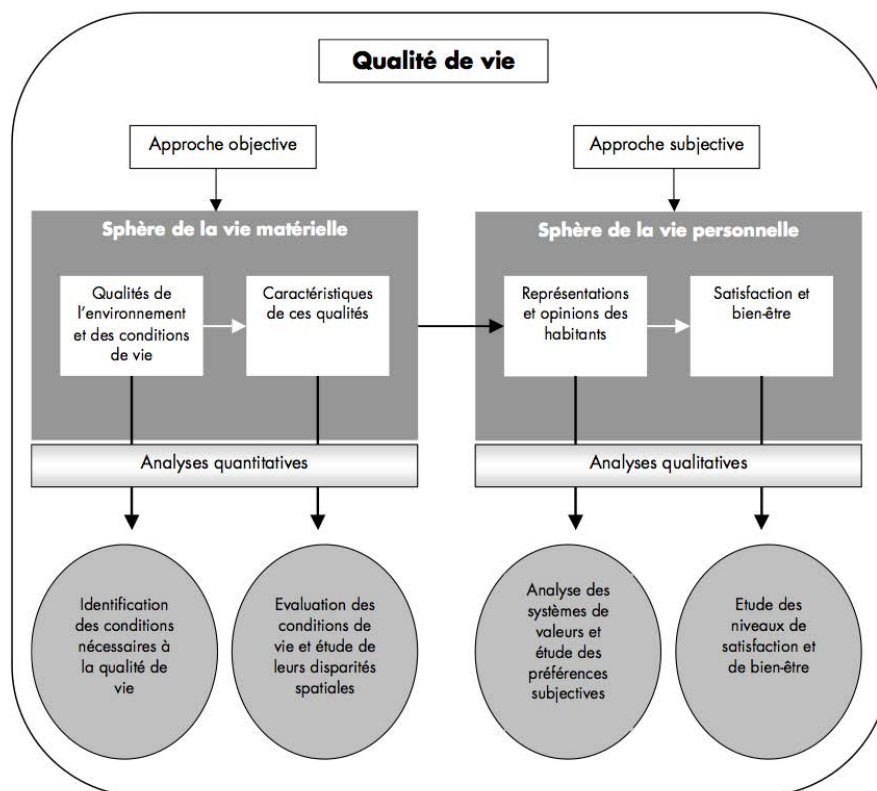 Qualité de vie
Approche objective
Approche subjective
Sphère de la vie matérielle
Sphère de la vie personnelle
Qualités de
l'environnement
et des conditions
de vie
Caractéristiques
de ces qualités
Représentations
et opinions des
habitants
Satisfaction et
bien-être
Analyses quantitatives
Analyses qualitatives
Identification
des conditions
nécessaires à
la qualité de
vie
Evaluation des
conditions de
vie et étude de
leurs disparités
spatiales
Analyse des
systèmes de
valeurs et
étude des
préférences
subjectives
Etude des
niveaux de
satisfaction et
de bien-être